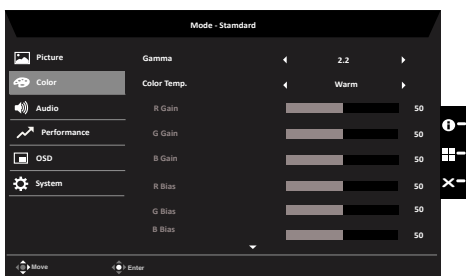 Mode - Standard
Picture
Gamma 2.2
Color
Color Temp. Warm
Audio
R Gain 50
Performance
G Gain 50
OSD
B Gain 50
System
R Bias 50
G Bias 50
B Bias 50
Move Enter